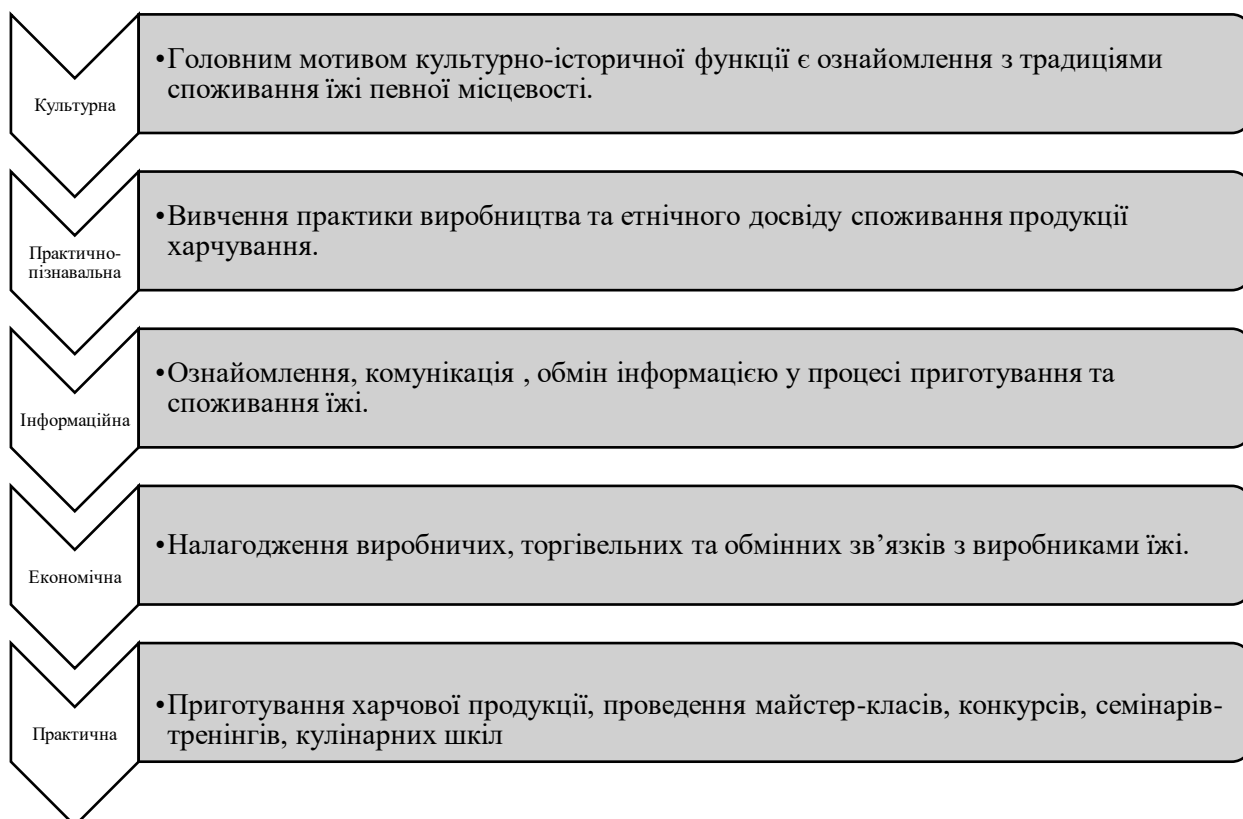 Культурна
•Головним мотивом культурно-історичної функції є ознайомлення з традиціями
споживання їжі певної місцевості.
Практично-
пізнавальна
•Вивчення практики виробництва та етнічного досвіду споживання продукції
харчування.
Інформаційна
•Ознайомлення, комунікація , обмін інформацією у процесі приготування та
споживання їжі.
Економічна
•Налагодження виробничих, торгівельних та обмінних зв’язків з виробниками їжі.
Практична
•Приготування харчової продукції, проведення майстер-класів, конкурсів, семінарів-
тренінгів, кулінарних шкіл